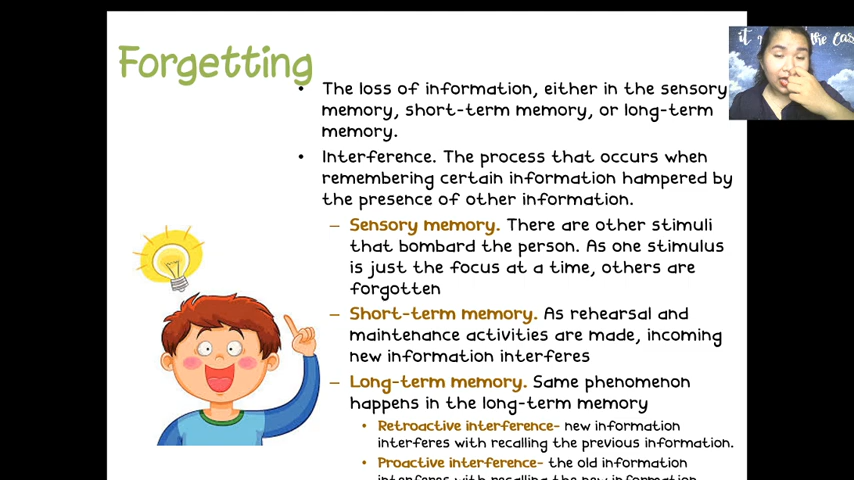 Forgetting
• The loss of information, either in the sensory
memory, short-term memory, or long-term
memory.
• Interference. The process that occurs when
remembering certain information hampered by
the presence of other information.
– Sensory memory. There are other stimuli
that bombard the person. As one stimulus
is just the focus at a time, others are
forgotten
– Short-term memory. As rehearsal and
maintenance activities are made, incoming
new information interferes
– Long-term memory. Same phenomenon
happens in the long-term memory
• Retroactive interference- new information
interferes with recalling the previous information.
• Proactive interference- the old information
interferes with recalling the new information
it the